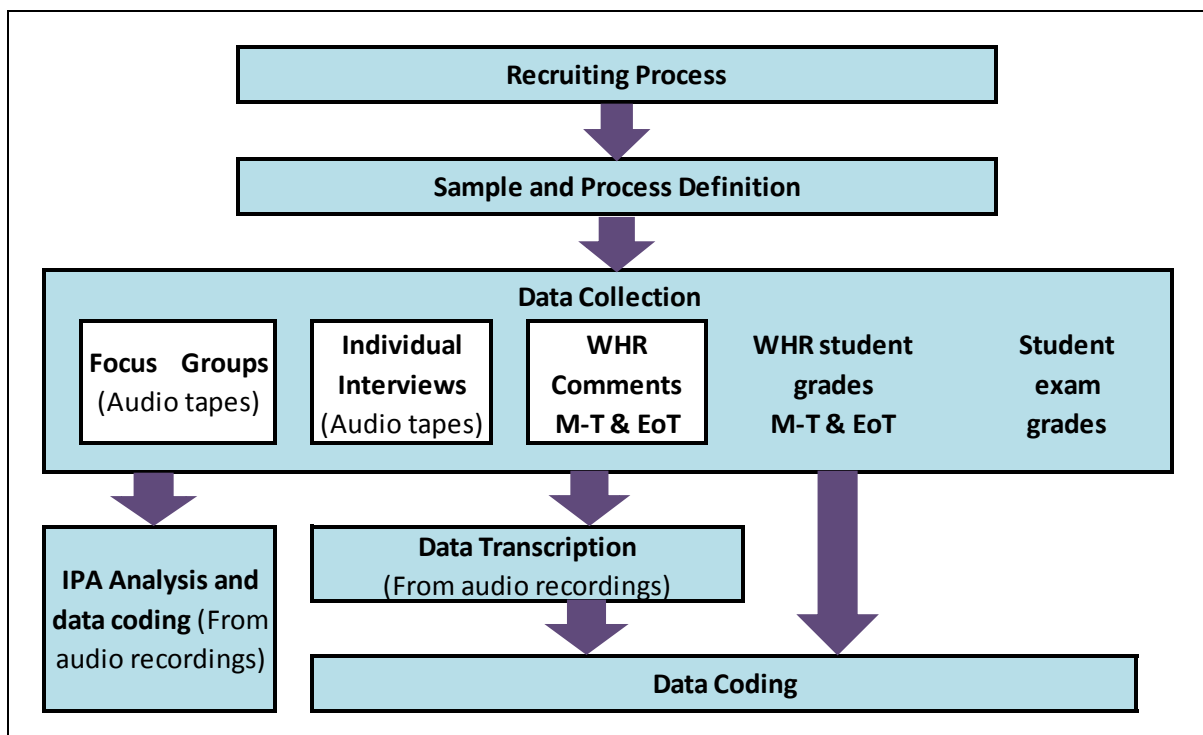 Recruiting Process
Sample and Process Definition
Data Collection
Focus Groups
(Audio tapes)
Individual
Interviews
(Audio tapes)
WHR
Comments
M-T & EoT
WHR student
grades
M-T & EoT
Student
exam
grades
IPA Analysis and
data coding (From
audio recordings)
Data Transcription
(From audio recordings)
Data Coding